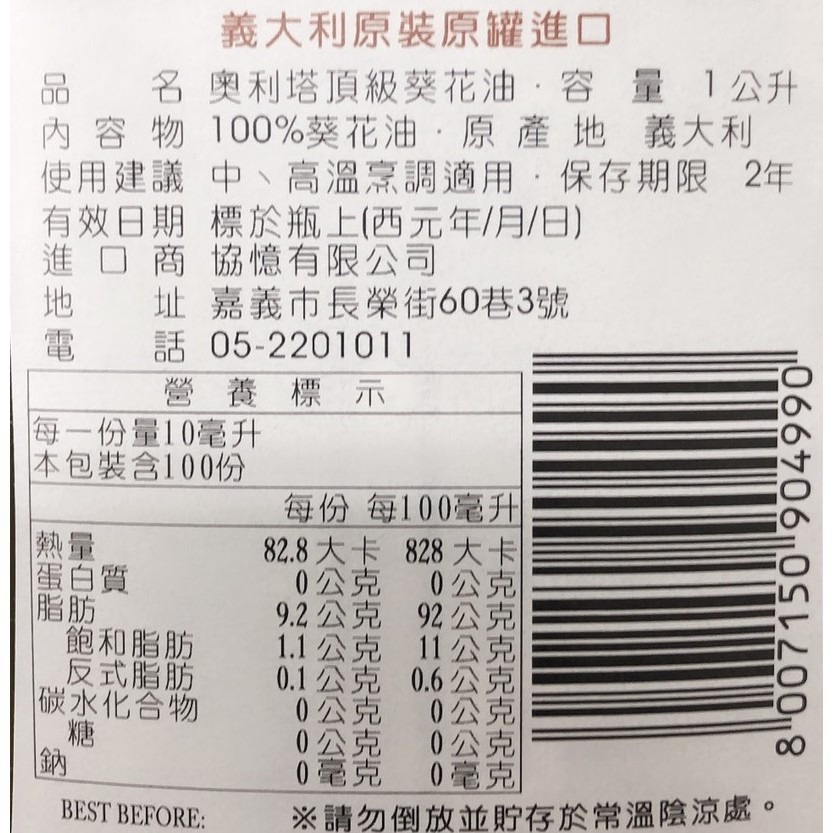 義大利原裝原罐進口
品名 奧利塔頂級葵花油．容量 1公升
內容物 100%葵花油．原產地 義大利
使用建議 中、高溫烹調適用．保存期限 2年
有效日期 標於瓶上(西元年/月/日)
進口商 協憶有限公司
地址 嘉義市長榮街60巷3號
電話 05-2201011
營養標示
每一份量10毫升
本包裝含100份
每份 每100毫升
熱量 82.8大卡 828大卡
蛋白質 0公克 0公克
脂肪 9.2公克 92公克
飽和脂肪 1.1公克 11公克
反式脂肪 0.1公克 0.6公克
碳水化合物 0公克 0公克
糖 0公克 0公克
鈉 0毫克 0毫克
8 007150 904990
BEST BEFORE: ※請勿倒放並貯存於常溫陰涼處。